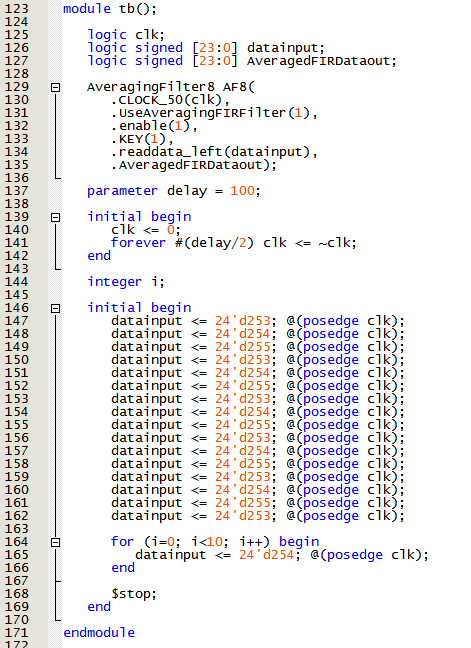 123 module tb();
124
125 logic clk;
126 logic signed [23:0] datainput;
127 logic signed [23:0] AveragedFIRDataout;
128
129 AveragingFilter8 AF8(
130 .CLOCK_50(clk),
131 .UseAveragingFIRFilter(1),
132 .enable(1),
133 .KEY(1),
134 .readdata_left(datainput),
135 .AveragedFIRDataout);
136
137 parameter delay = 100;
138
139 initial begin
140 clk <= 0;
141 forever #(delay/2) clk <= ~clk;
142 end
143
144 integer i;
145
146 initial begin
147 datainput <= 24'd253; @(posedge clk);
148 datainput <= 24'd254; @(posedge clk);
149 datainput <= 24'd255; @(posedge clk);
150 datainput <= 24'd253; @(posedge clk);
151 datainput <= 24'd254; @(posedge clk);
152 datainput <= 24'd255; @(posedge clk);
153 datainput <= 24'd253; @(posedge clk);
154 datainput <= 24'd254; @(posedge clk);
155 datainput <= 24'd255; @(posedge clk);
156 datainput <= 24'd253; @(posedge clk);
157 datainput <= 24'd254; @(posedge clk);
158 datainput <= 24'd255; @(posedge clk);
159 datainput <= 24'd253; @(posedge clk);
160 datainput <= 24'd254; @(posedge clk);
161 datainput <= 24'd255; @(posedge clk);
162 datainput <= 24'd253; @(posedge clk);
163
164 for (i=0; i<10; i++) begin
165 datainput <= 24'd254; @(posedge clk);
166 end
167
168 $stop;
169 end
170
171 endmodule
172